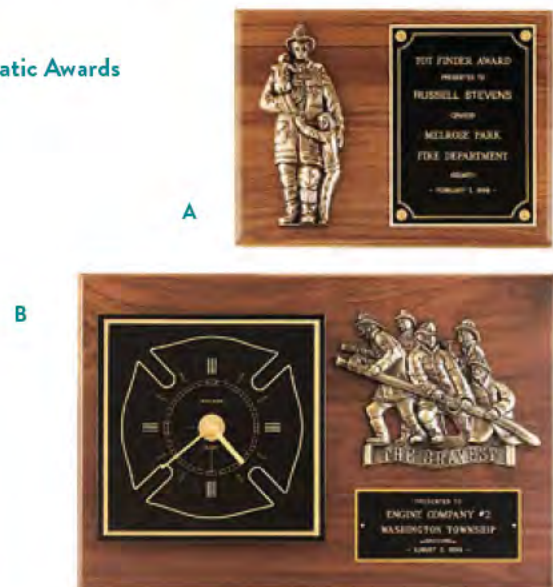 atic Awards
A
TOT FINDER AWARD
PRESENTED TO
RUSSELL STEVENS
MELROSE PARK
FIRE DEPARTMENT
B
THE BRAVEST
PRESENTED TO
ENGINE COMPANY #2
WASHINGTON TOWNSHIP